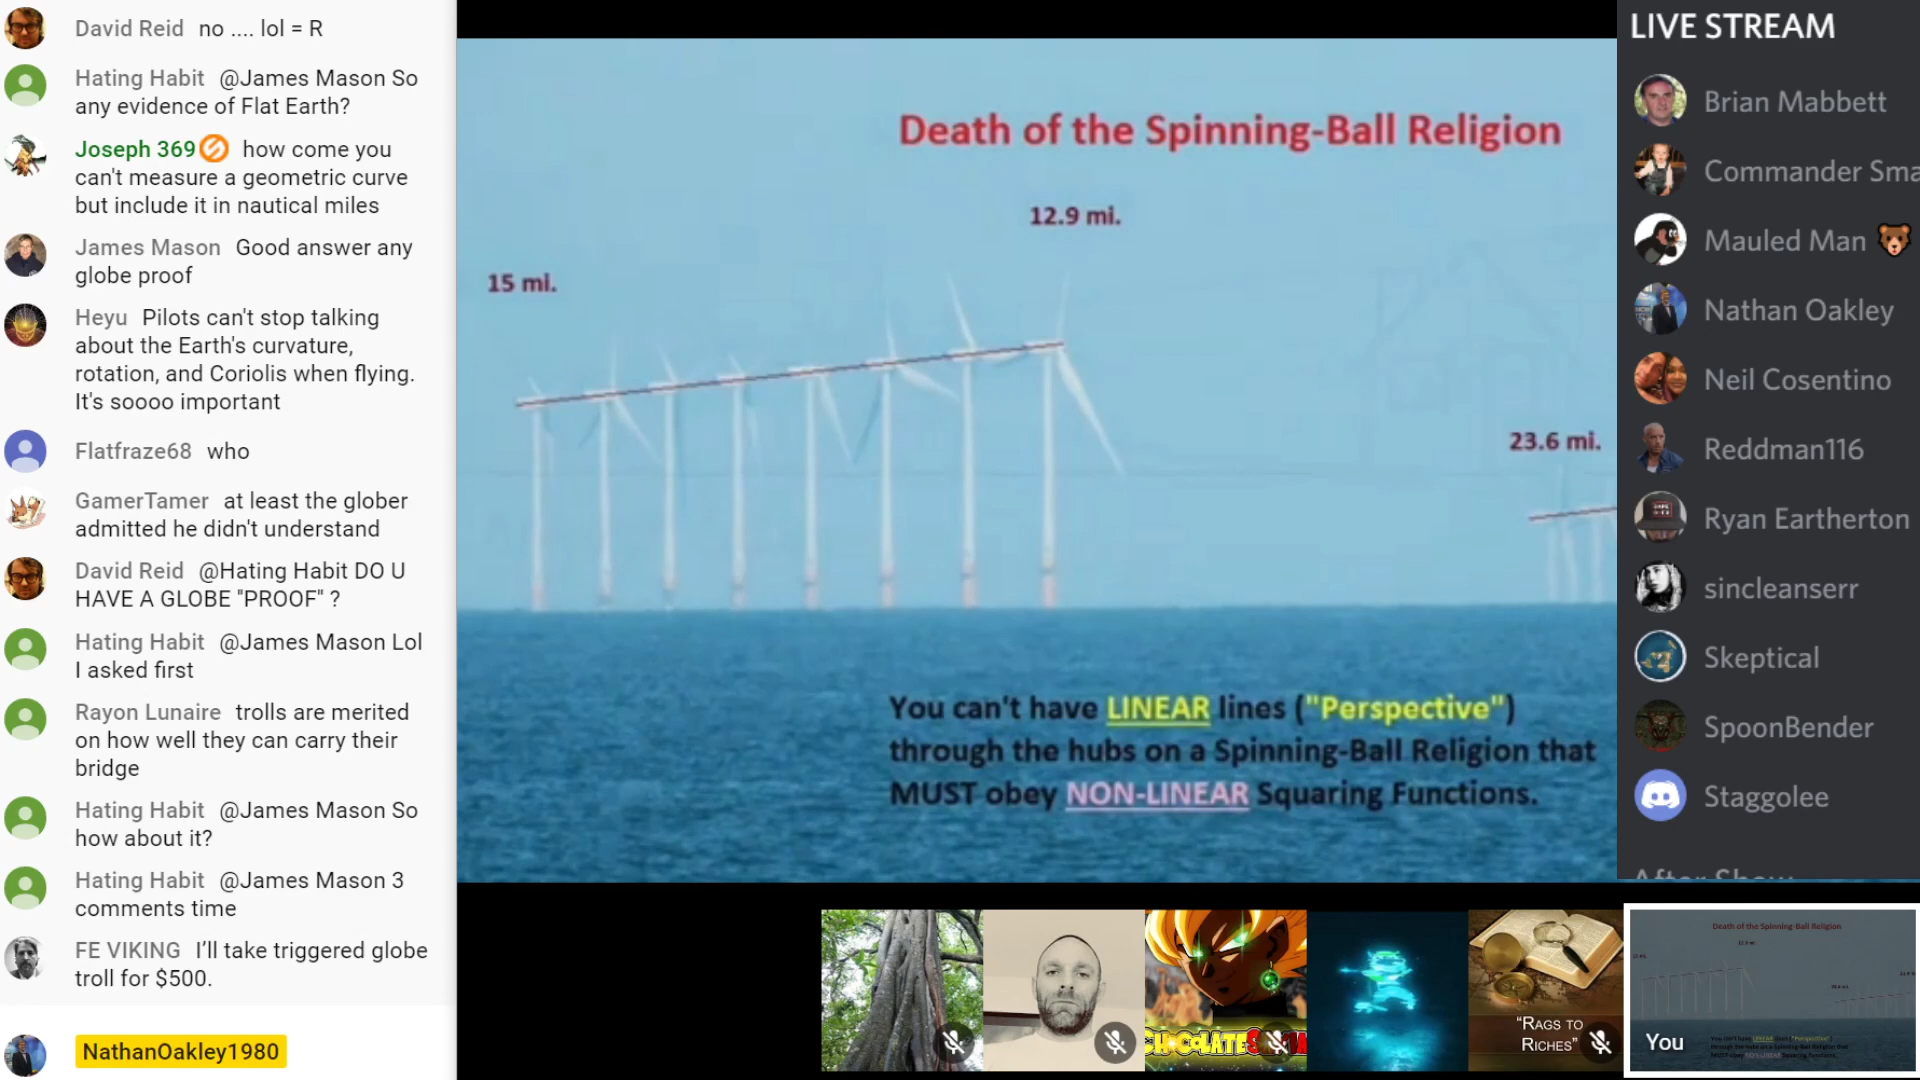 David Reid no .... lol = R
Hating Habit @James Mason So
any evidence of Flat Earth?
Joseph 369 how come you
can't measure a geometric curve
but include it in nautical miles
James Mason Good answer any
globe proof
Heyu Pilots can't stop talking
about the Earth's curvature,
rotation, and Coriolis when flying.
It's soooo important
Flatfraze68 who
GamerTamer at least the glober
admitted he didn't understand
David Reid @Hating Habit DO U
HAVE A GLOBE "PROOF" ?
Hating Habit @James Mason Lol
I asked first
Rayon Lunaire trolls are merited
on how well they can carry their
bridge
Hating Habit @James Mason So
how about it?
Hating Habit @James Mason 3
comments time
FE VIKING I’ll take triggered globe
troll for $500.
NathanOakley1980
Death of the Spinning-Ball Religion
12.9 mi.
15 mi.
23.6 mi.
You can't have LINEAR lines ("Perspective")
through the hubs on a Spinning-Ball Religion that
MUST obey NON-LINEAR Squaring Functions.
LIVE STREAM
Brian Mabbett
Commander Sma
Mauled Man
Nathan Oakley
Neil Cosentino
Reddman116
Ryan Eartherton
sincleanserr
Skeptical
SpoonBender
Staggolee
After Show
"RAGS TO
RICHES"
You
Death of the Spinning-Ball Religion